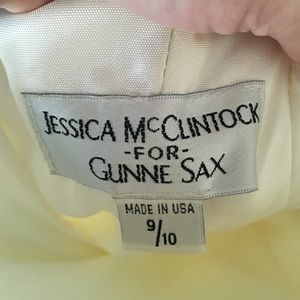 JESSICA McCLINTOCK
-FOR-
GUNNE SAX
MADE IN USA
9/10